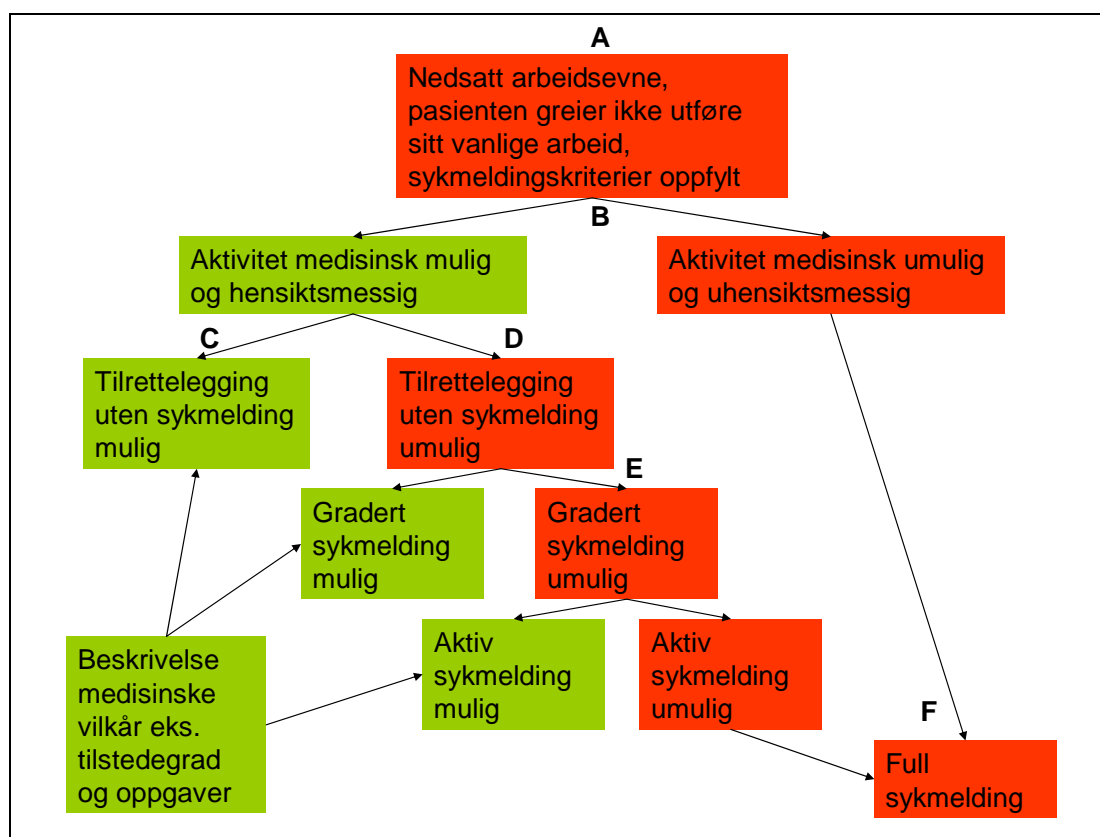 A
Nedsatt arbeidsevne,
pasienten greier ikke utføre
sitt vanlige arbeid,
sykmeldingskriterier oppfylt
B
Aktivitet medisinsk mulig
og hensiktsmessig
Aktivitet medisinsk umulig
og uhensiktsmessig
C
D
Tilrettelegging
uten sykmelding
mulig
Tilrettelegging
uten sykmelding
umulig
E
Gradert
sykmelding
mulig
Gradert
sykmelding
umulig
Beskrivelse
medisinske
vilkår eks.
tilstedegrad
og oppgaver
Aktiv
sykmelding
mulig
Aktiv
sykmelding
umulig
F
Full
sykmelding